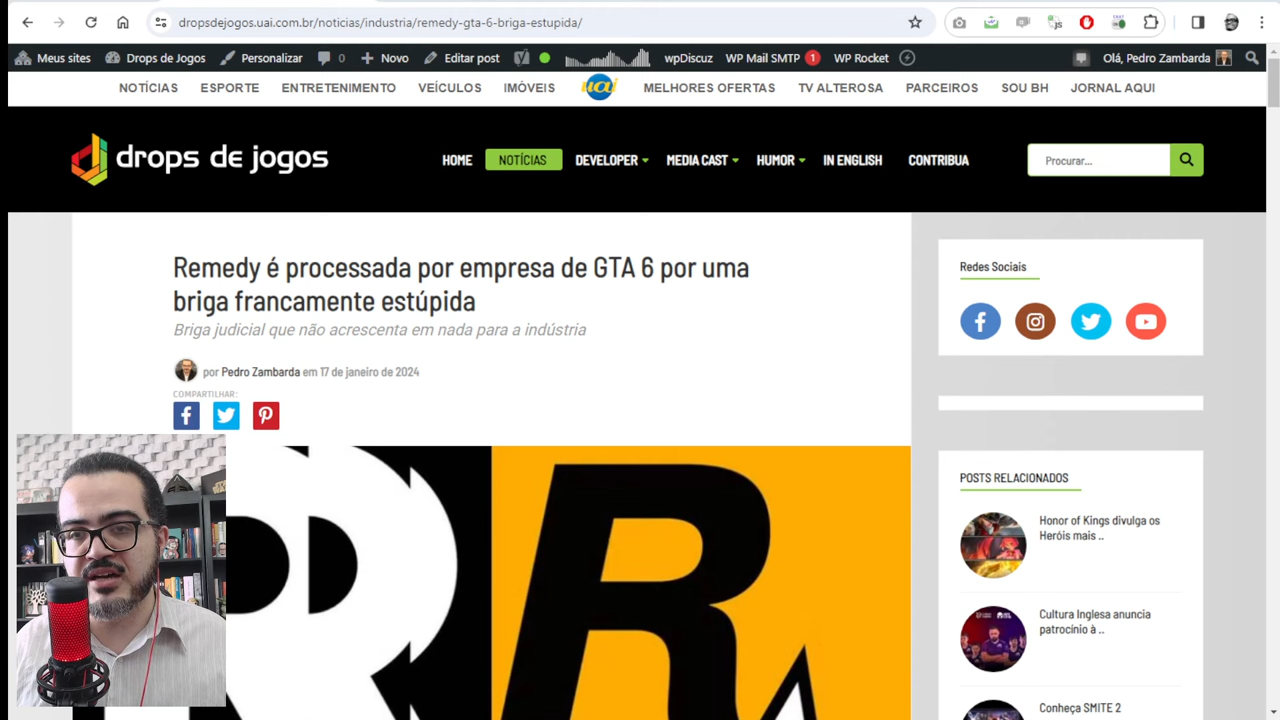 dropsdejogos.uai.com.br/noticias/industria/remedy-gta-6-briga-estupida/
Meus sites Drops de Jogos Personalizar 0 Novo Editar post wpDiscuz WP Mail SMTP 1 WP Rocket Olá, Pedro Zambarda
NOTÍCIAS ESPORTE ENTRETENIMENTO VEÍCULOS IMÓVEIS uai MELHORES OFERTAS TV ALTEROSA PARCEIROS SOU BH JORNAL AQUI
drops de jogos HOME NOTÍCIAS DEVELOPER MEDIA CAST HUMOR IN ENGLISH CONTRIBUA Procurar...
Remedy é processada por empresa de GTA 6 por uma
briga francamente estúpida
Briga judicial que não acrescenta em nada para a indústria
por Pedro Zambarda em 17 de janeiro de 2024
COMPARTILHAR:
R R
Redes Sociais
POSTS RELACIONADOS
Honor of Kings divulga os
Heróis mais ..
Cultura Inglesa anuncia
patrocínio à ..
Conheça SMITE 2